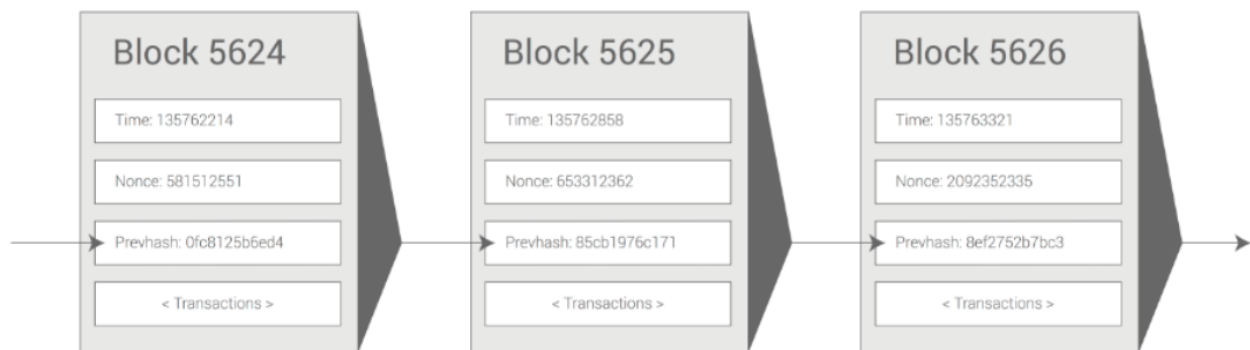 Block 5624
Time: 135762214
Nonce: 581512551
Prevhash: 0fc8125b6ed4
< Transactions >
Block 5625
Time: 135762858
Nonce: 653312362
Prevhash: 85cb1976c171
< Transactions >
Block 5626
Time: 135763321
Nonce: 2092352335
Prevhash: 8ef2752b7bc3
< Transactions >